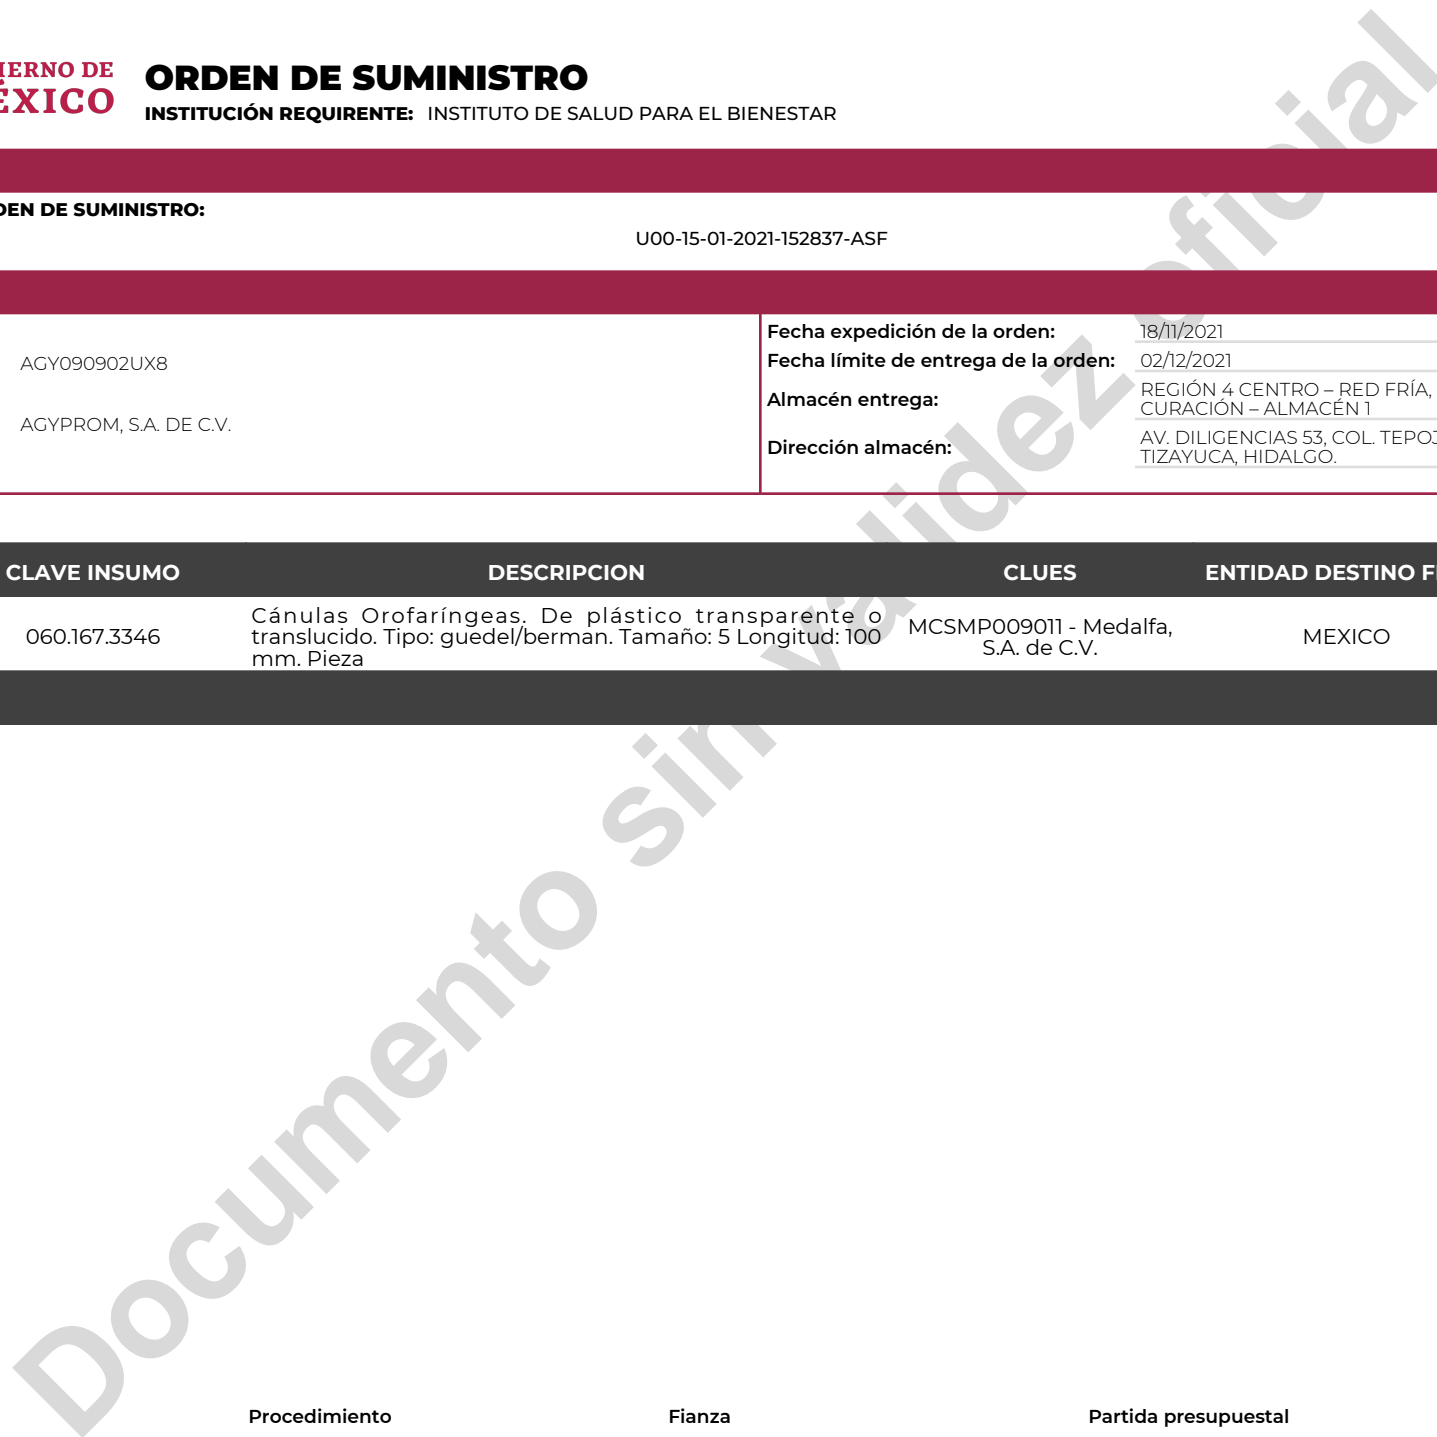 IERNO DE
ÉXICO
ORDEN DE SUMINISTRO
INSTITUCIÓN REQUIRENTE: INSTITUTO DE SALUD PARA EL BIENESTAR
DEN DE SUMINISTRO:
U00-15-01-2021-152837-ASF
AGY090902UX8
AGYPROM, S.A. DE C.V.
Fecha expedición de la orden: 18/11/2021
Fecha límite de entrega de la orden: 02/12/2021
Almacén entrega: REGIÓN 4 CENTRO – RED FRÍA,
CURACIÓN – ALMACÉN 1
Dirección almacén: AV. DILIGENCIAS 53, COL. TEPOJ
TIZAYUCA, HIDALGO.
CLAVE INSUMO DESCRIPCION CLUES ENTIDAD DESTINO F
060.167.3346
Cánulas Orofaríngeas. De plástico transparente o
translucido. Tipo: guedel/berman. Tamaño: 5 Longitud: 100
mm. Pieza
MCSMP009011 - Medalfa,
S.A. de C.V.
MEXICO
Documento sin validez oficial
Procedimiento Fianza Partida presupuestal